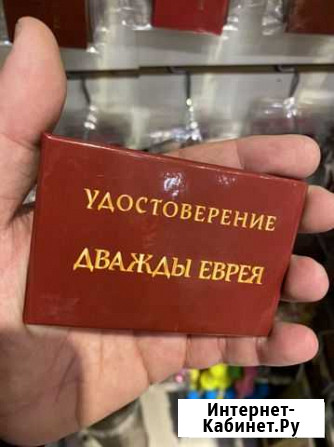 УДОСТОВЕРЕНИЕ
ДВАЖДЫ ЕВРЕЯ
Интернет-
Кабинет.Ру